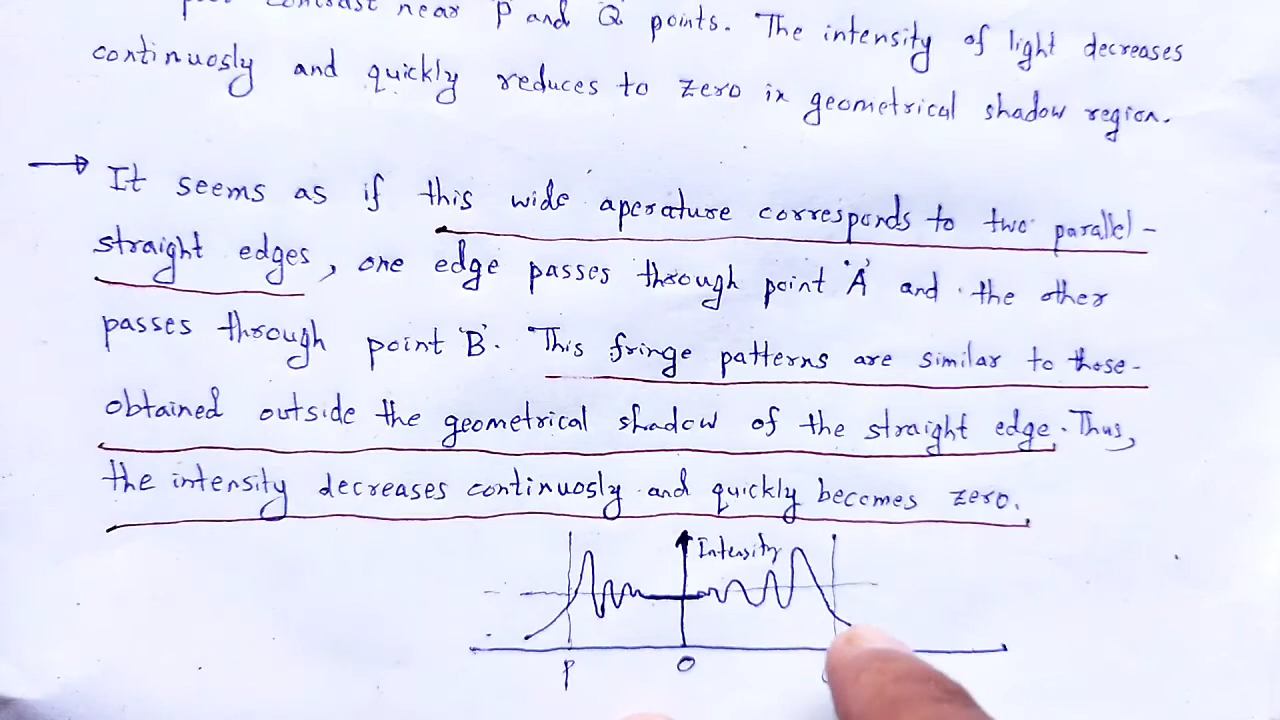 contrast near P and Q points. The intensity of light decreases
continuosly and quickly reduces to zero in geometrical shadow region.
It seems as if this wide aperature corresponds to two parallel-
straight edges, one edge passes through point 'A' and the other
passes through point 'B'. This fringe patterns are similar to those-
obtained outside the geometrical shadow of the straight edge. Thus,
the intensity decreases continuosly and quickly becomes zero.
Intensity
P O